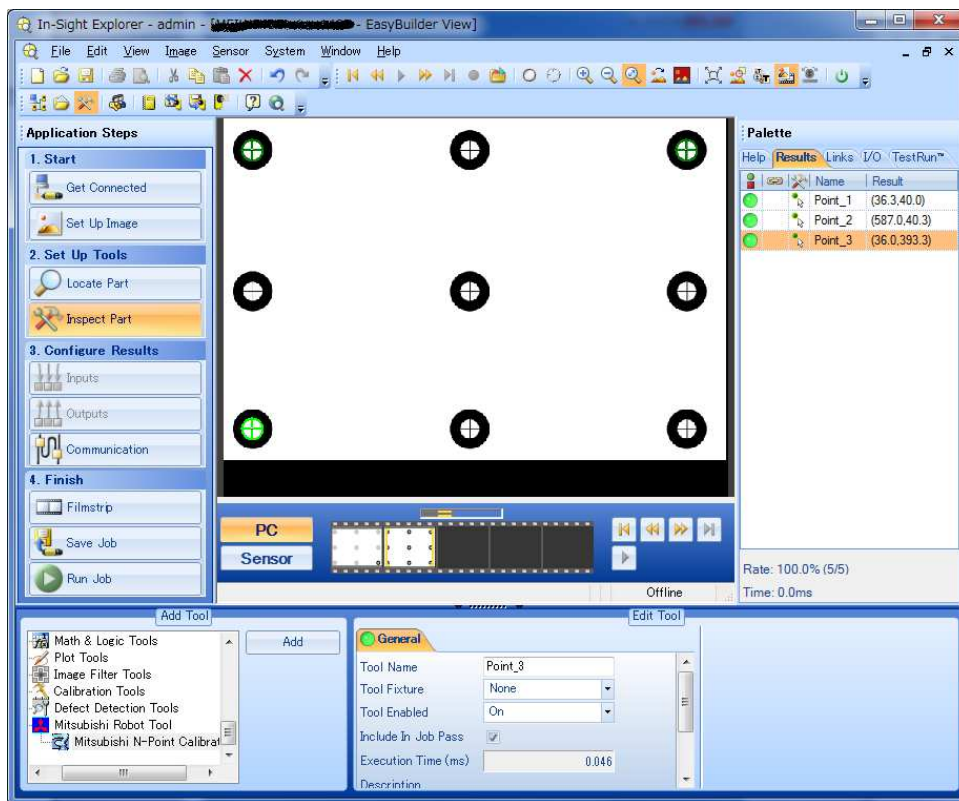 In-Sight Explorer - admin - [ - EasyBuilder View]
File Edit View Image Sensor System Window Help
Application Steps
1. Start
Get Connected
Set Up Image
2. Set Up Tools
Locate Part
Inspect Part
3. Configure Results
Inputs
Outputs
Communication
4. Finish
Filmstrip
Save Job
Run Job
PC
Sensor
Offline
Palette
Help Results Links I/O TestRun™
Name Result
Point_1 (36.3,40.0)
Point_2 (587.0,40.3)
Point_3 (36.0,393.3)
Rate: 100.0% (5/5)
Time: 0.0ms
Add Tool
Math & Logic Tools
Plot Tools
Image Filter Tools
Calibration Tools
Defect Detection Tools
Mitsubishi Robot Tool
Mitsubishi N-Point Calibrat
Add
Edit Tool
General
Tool Name Point_3
Tool Fixture None
Tool Enabled On
Include In Job Pass
Execution Time (ms) 0.046
Description